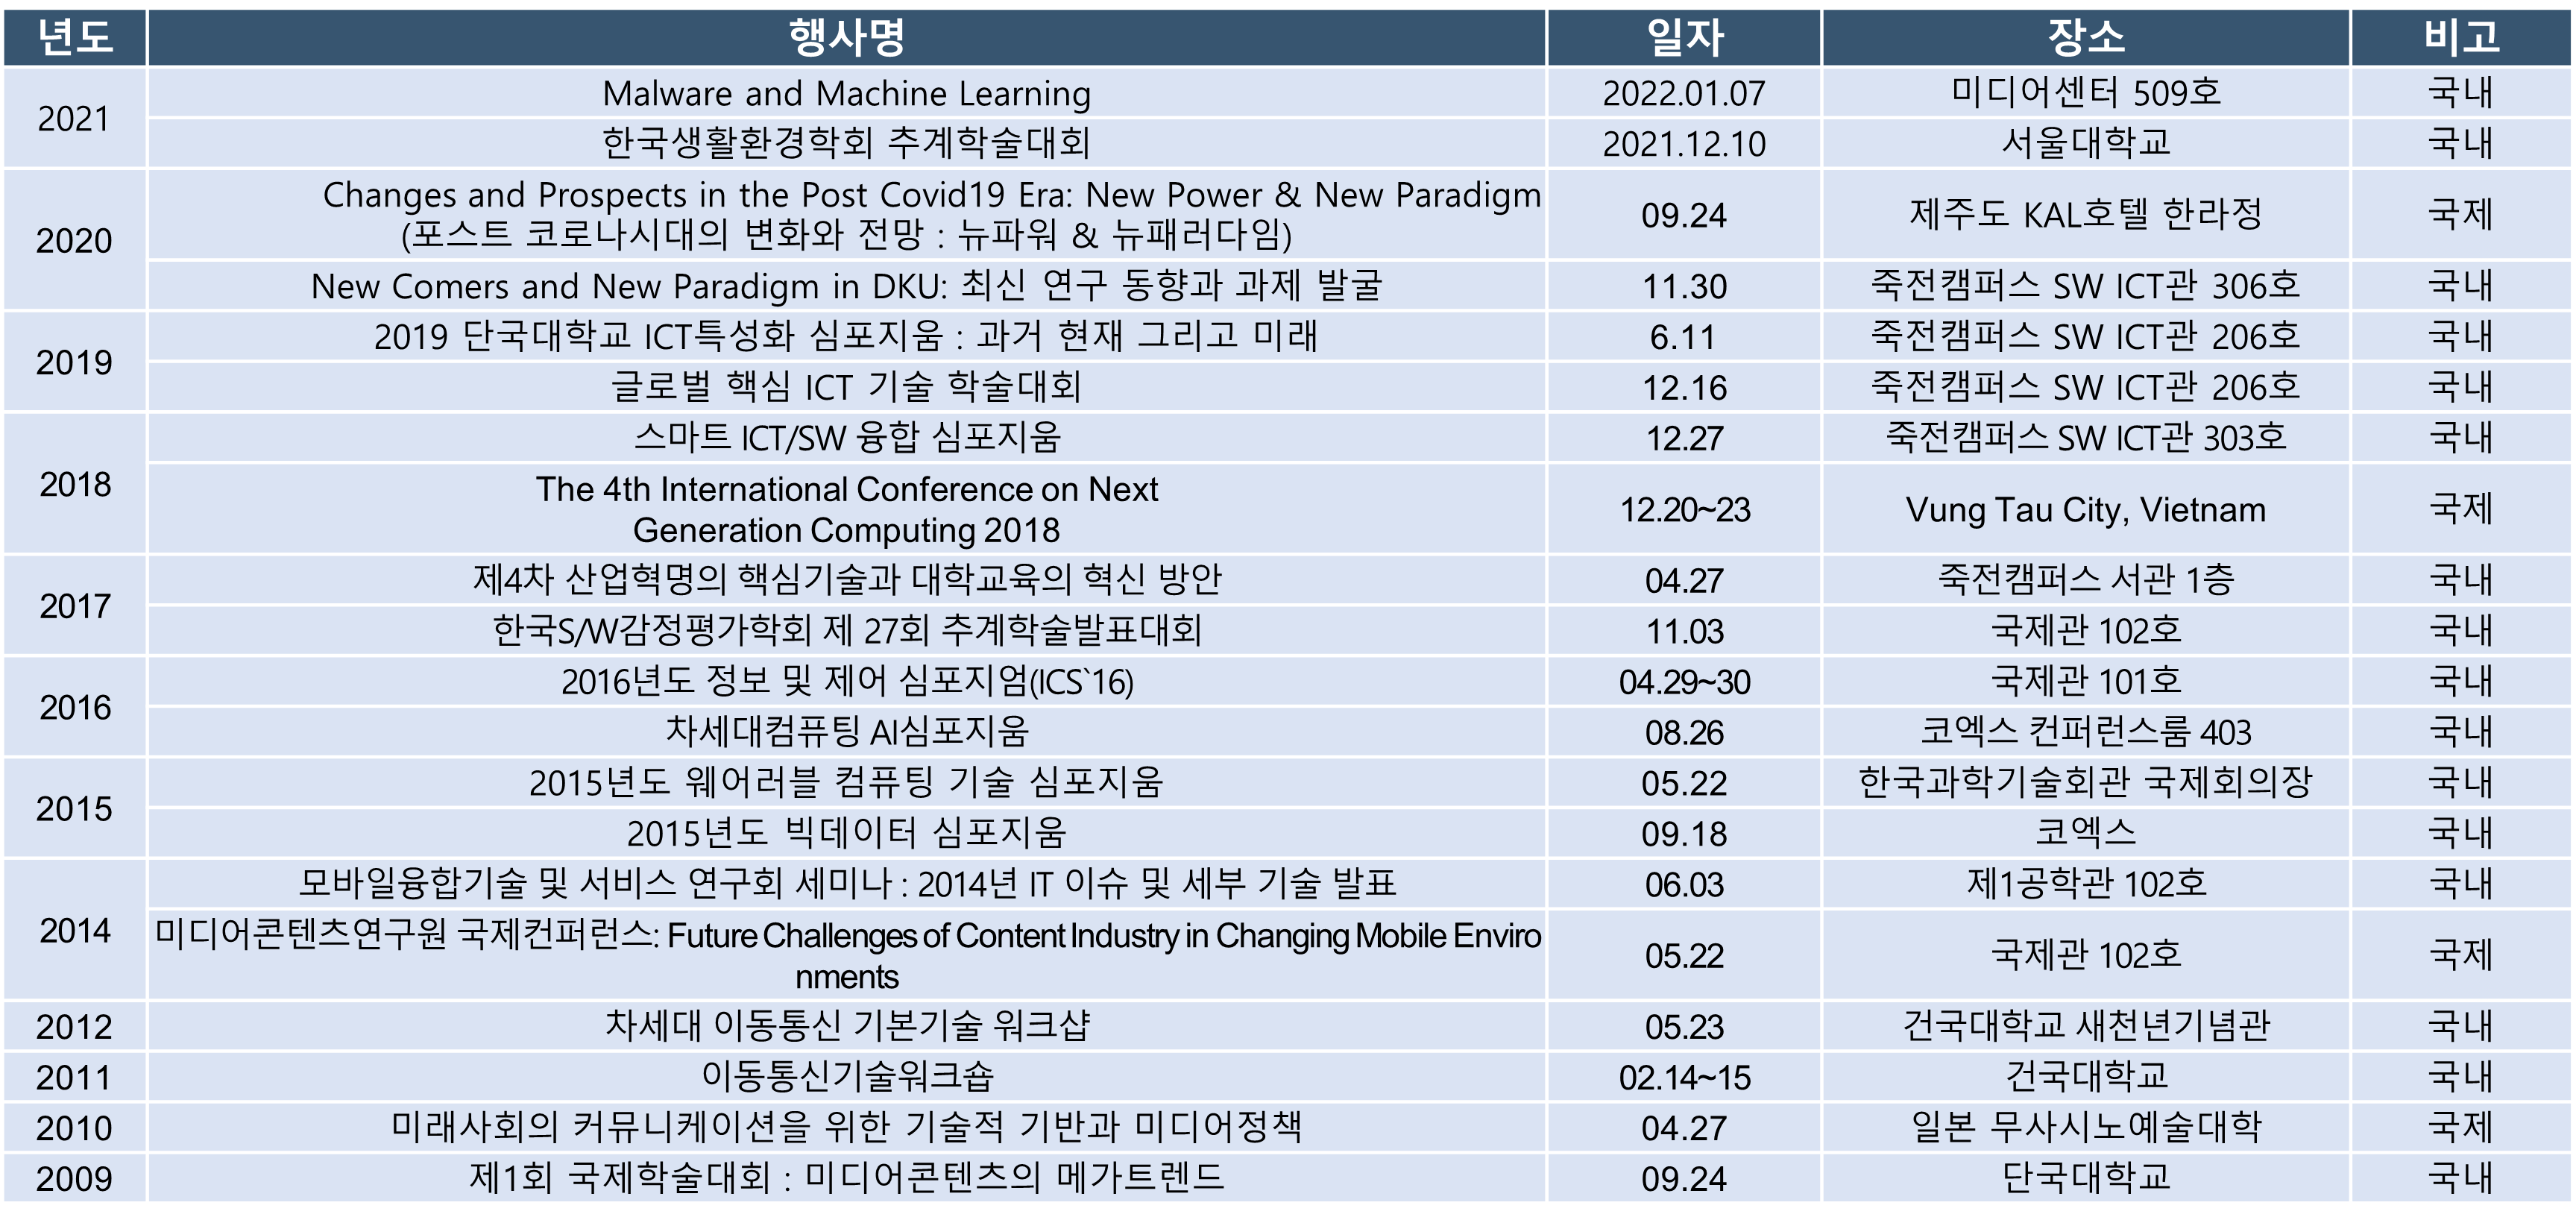 년도 행사명 일자 장소 비고
2021 Malware and Machine Learning 2022.01.07 미디어센터 509호 국내
한국생활환경학회 추계학술대회 2021.12.10 서울대학교 국내
2020 Changes and Prospects in the Post Covid19 Era: New Power & New Paradigm
(포스트 코로나시대의 변화와 전망 : 뉴파워 & 뉴패러다임) 09.24 제주도 KAL호텔 한라정 국제
New Comers and New Paradigm in DKU: 최신 연구 동향과 과제 발굴 11.30 죽전캠퍼스 SW ICT관 306호 국내
2019 2019 단국대학교 ICT특성화 심포지움 : 과거 현재 그리고 미래 6.11 죽전캠퍼스 SW ICT관 206호 국내
글로벌 핵심 ICT 기술 학술대회 12.16 죽전캠퍼스 SW ICT관 206호 국내
2018 스마트 ICT/SW 융합 심포지움 12.27 죽전캠퍼스 SW ICT관 303호 국내
The 4th International Conference on Next
Generation Computing 2018 12.20~23 Vung Tau City, Vietnam 국제
2017 제4차 산업혁명의 핵심기술과 대학교육의 혁신 방안 04.27 죽전캠퍼스 서관 1층 국내
한국S/W감정평가학회 제 27회 추계학술발표대회 11.03 국제관 102호 국내
2016 2016년도 정보 및 제어 심포지엄(ICS`16) 04.29~30 국제관 101호 국내
차세대컴퓨팅 AI심포지움 08.26 코엑스 컨퍼런스룸 403 국내
2015 2015년도 웨어러블 컴퓨팅 기술 심포지움 05.22 한국과학기술회관 국제회의장 국내
2015년도 빅데이터 심포지움 09.18 코엑스 국내
2014 모바일융합기술 및 서비스 연구회 세미나 : 2014년 IT 이슈 및 세부 기술 발표 06.03 제1공학관 102호 국내
미디어콘텐츠연구원 국제컨퍼런스: Future Challenges of Content Industry in Changing Mobile Enviro
nments 05.22 국제관 102호 국제
2012 차세대 이동통신 기본기술 워크샵 05.23 건국대학교 새천년기념관 국내
2011 이동통신기술워크숍 02.14~15 건국대학교 국내
2010 미래사회의 커뮤니케이션을 위한 기술적 기반과 미디어정책 04.27 일본 무사시노예술대학 국제
2009 제1회 국제학술대회 : 미디어콘텐츠의 메가트렌드 09.24 단국대학교 국내